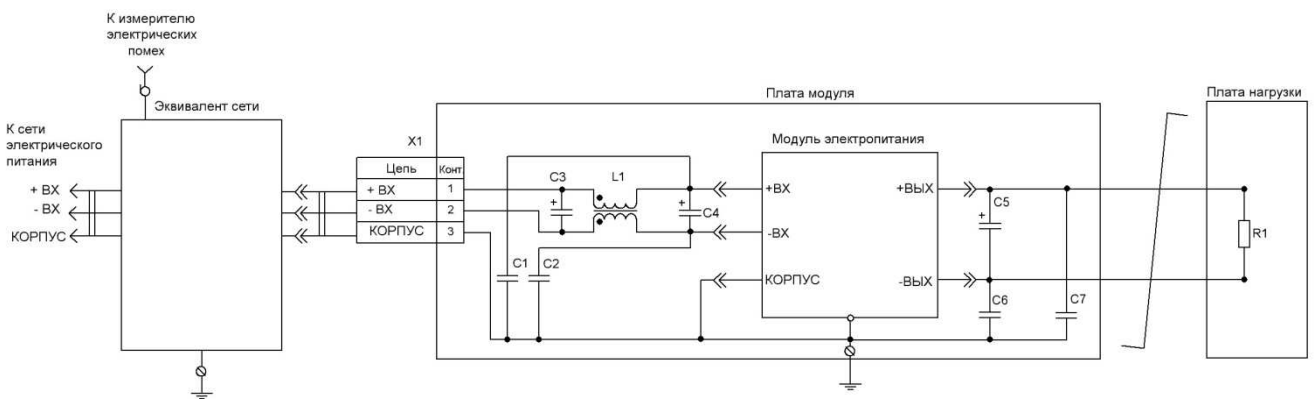 К измерителю
электрических
помех
Эквивалент сети
К сети
электрического
питания
+ ВХ
- ВХ
КОРПУС
X1
Цепь Конт.
+ ВХ 1
- ВХ 2
КОРПУС 3
Плата модуля
C3
L1
C4
C1
C2
Модуль электропитания
+ВХ
-ВХ
КОРПУС
+ВЫХ
-ВЫХ
C5
C6
C7
Плата нагрузки
R1
+
+
+